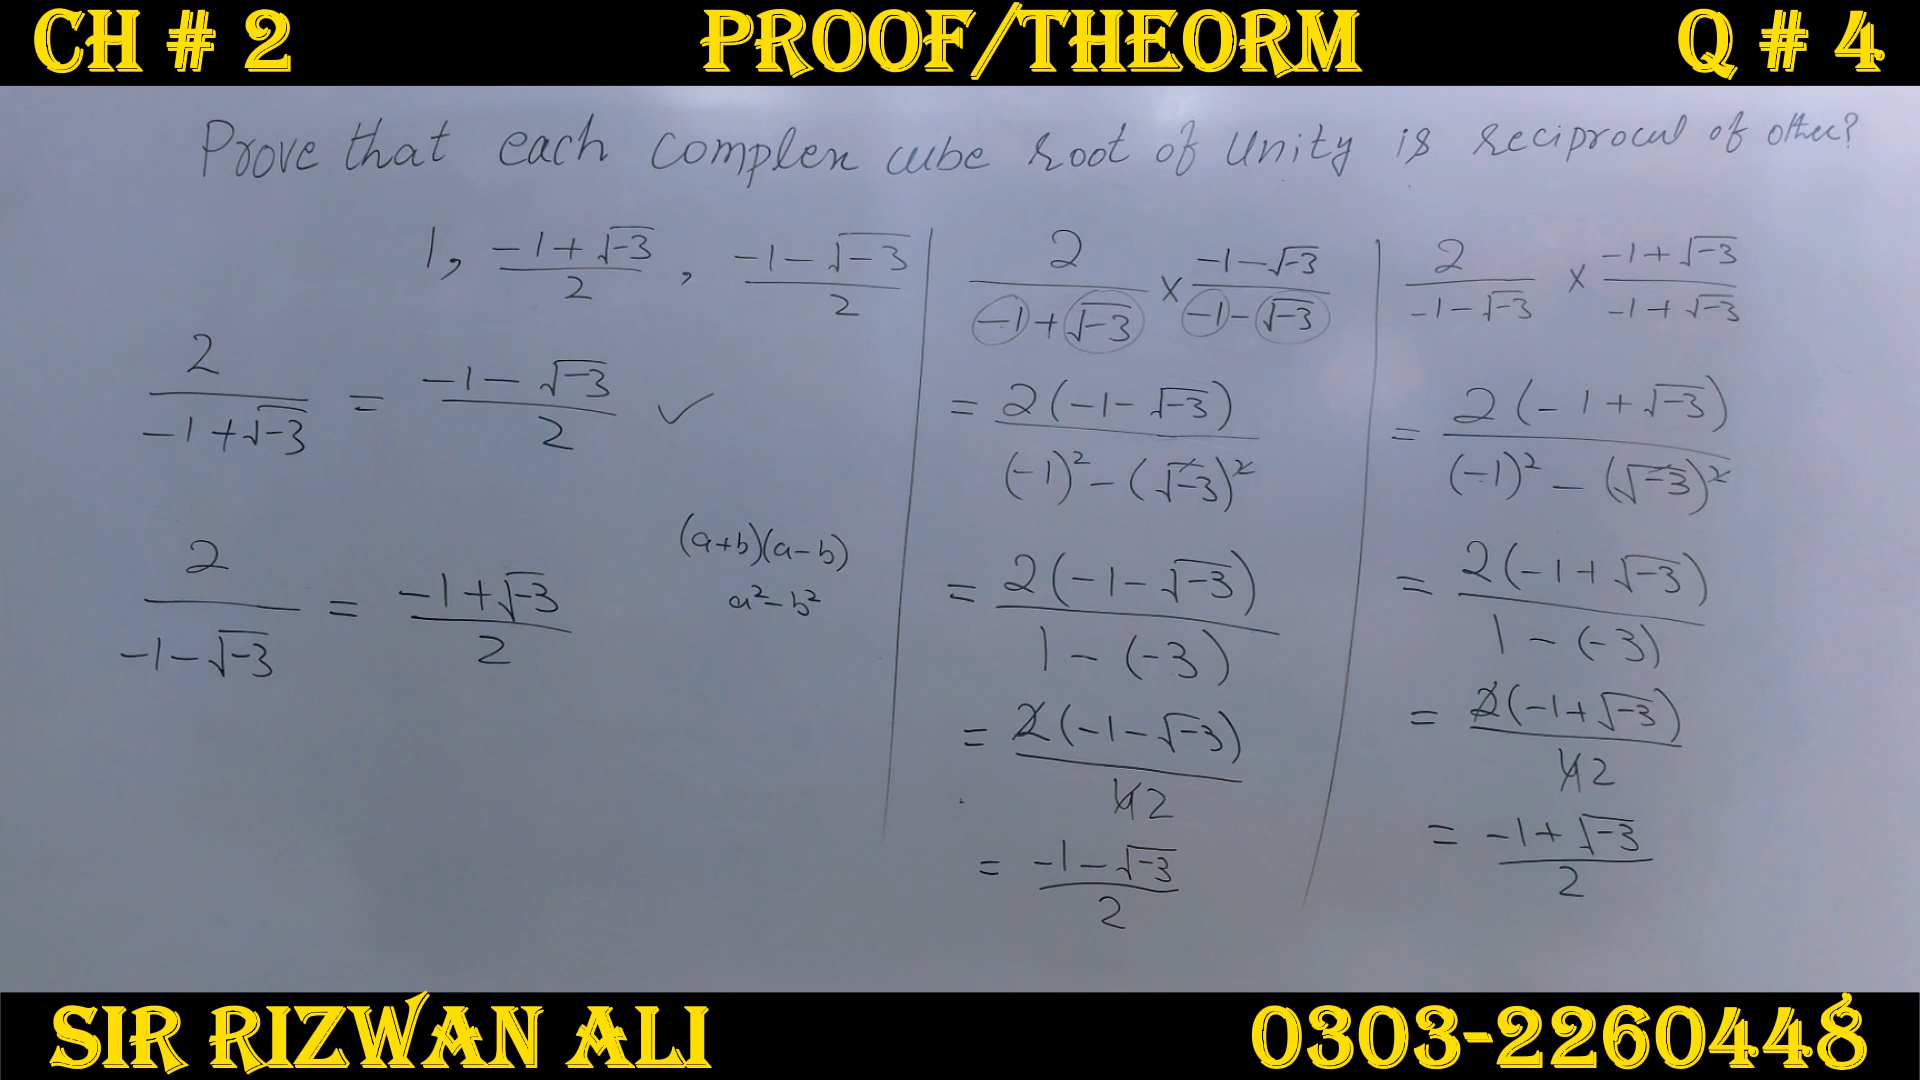 CH # 2 PROOF/THEORM Q # 4
Prove that each complex cube root of Unity is reciprocal of other?
1, (-1+√-3)/2, (-1-√-3)/2
2/(-1+√-3) = (-1-√-3)/2 ✓
2/(-1-√-3) = (-1+√-3)/2
(a+b)(a-b)
a²-b²
2/(-1+√-3) × (-1-√-3)/(-1-√-3)
= 2(-1-√-3)/((-1)²-(√-3)²)
= 2(-1-√-3)/(1-(-3))
= 2(-1-√-3)/4 2
= (-1-√-3)/2
2/(-1-√-3) × (-1+√-3)/(-1+√-3)
= 2(-1+√-3)/((-1)²-(√-3)²)
= 2(-1+√-3)/(1-(-3))
= 2(-1+√-3)/4 2
= (-1+√-3)/2
SIR RIZWAN ALI 0303-2260448